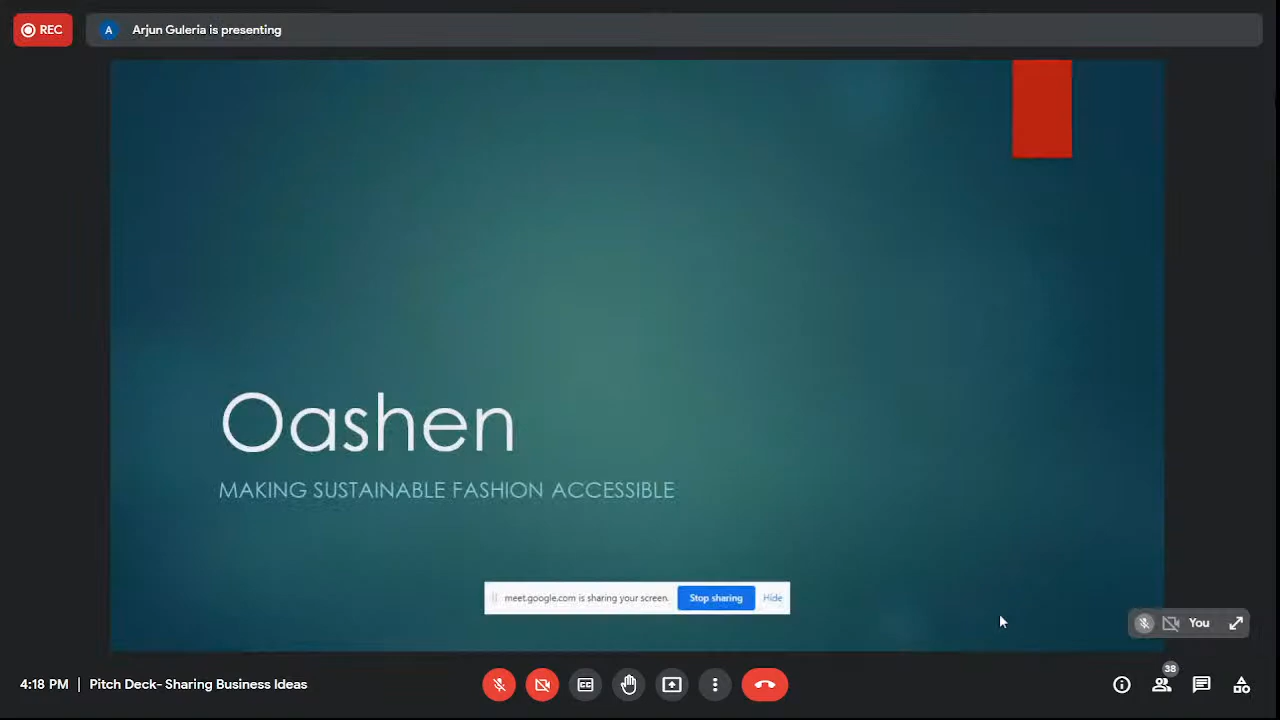 REC
A
Arjun Guleria is presenting
Oashen
MAKING SUSTAINABLE FASHION ACCESSIBLE
meet.google.com is sharing your screen.
Stop sharing
Hide
You
4:18 PM | Pitch Deck- Sharing Business Ideas
CC
38